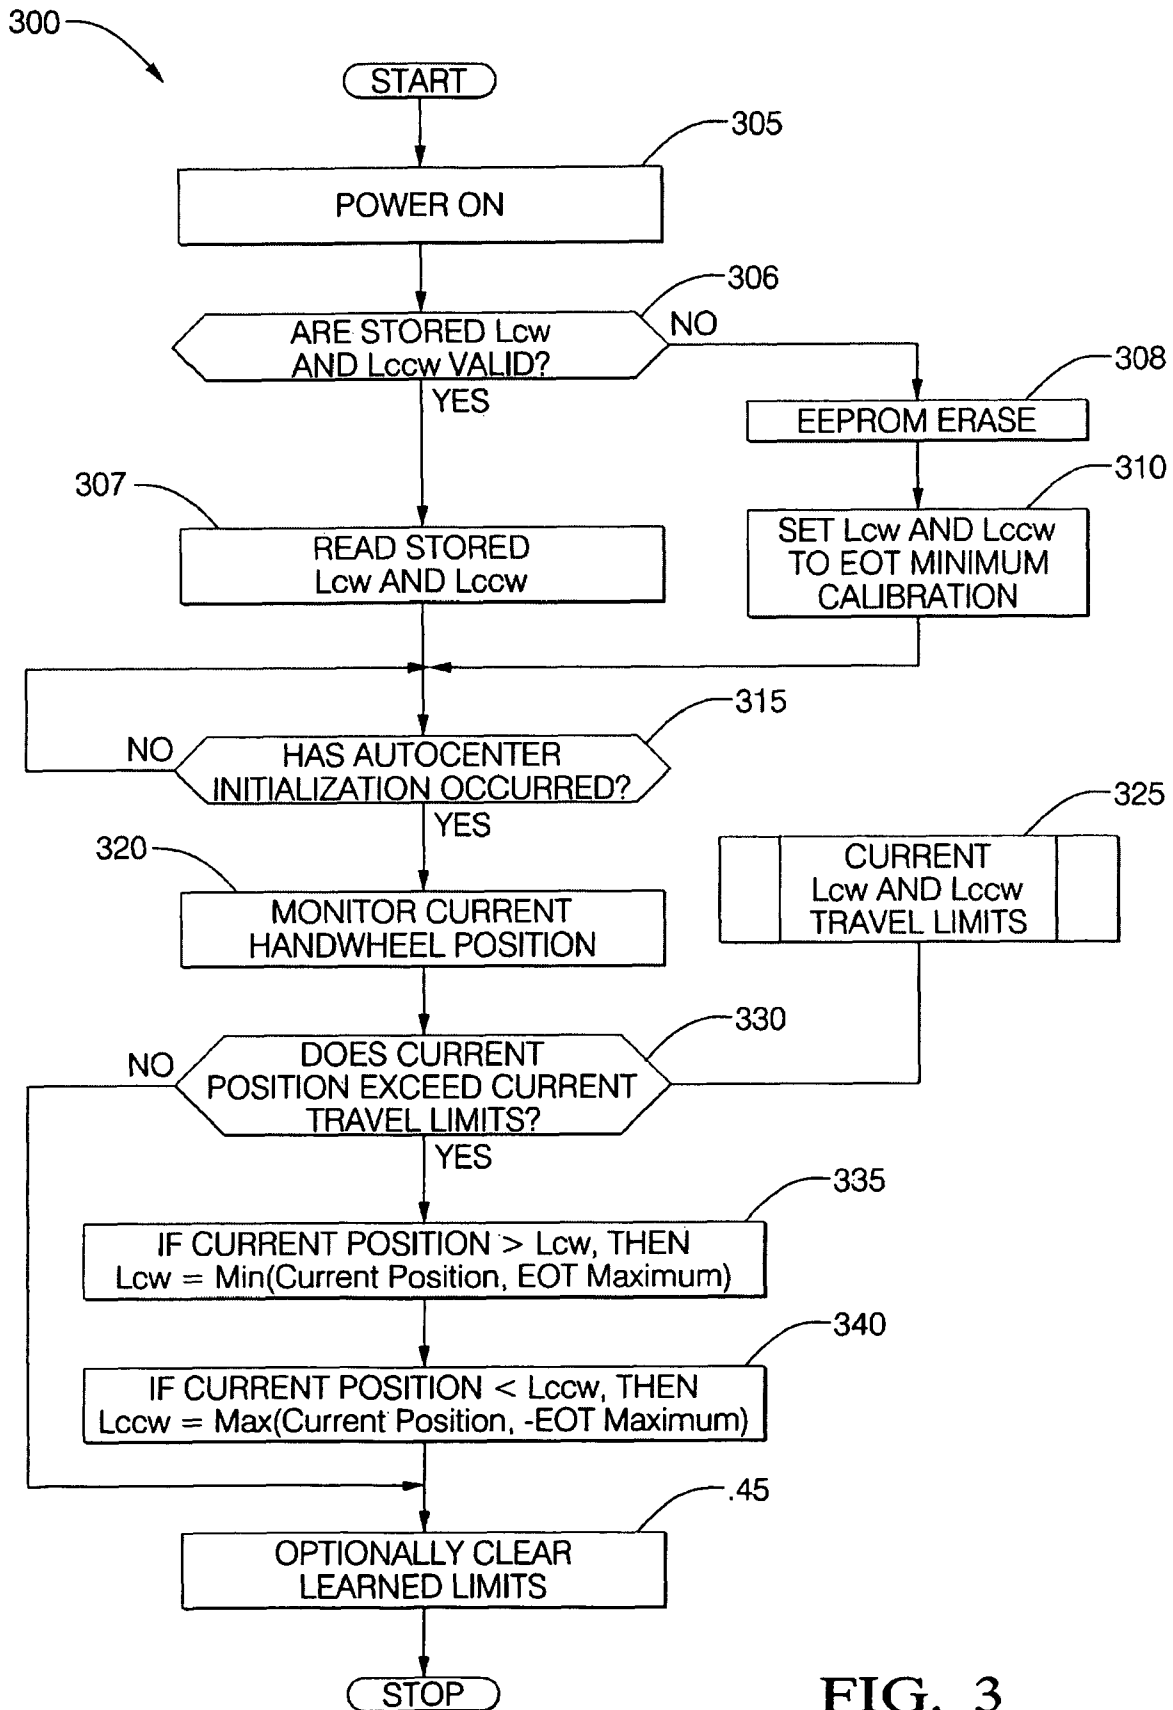 300
START
305
POWER ON
306
ARE STORED Lcw
AND Lccw VALID?
NO
YES
308
EEPROM ERASE
307
READ STORED
Lcw AND Lccw
310
SET Lcw AND Lccw
TO EOT MINIMUM
CALIBRATION
315
NO
HAS AUTOCENTER
INITIALIZATION OCCURRED?
YES
320
MONITOR CURRENT
HANDWHEEL POSITION
325
CURRENT
Lcw AND Lccw
TRAVEL LIMITS
330
NO
DOES CURRENT
POSITION EXCEED CURRENT
TRAVEL LIMITS?
YES
335
IF CURRENT POSITION > Lcw, THEN
Lcw = Min(Current Position, EOT Maximum)
340
IF CURRENT POSITION < Lccw, THEN
Lccw = Max(Current Position, -EOT Maximum)
.45
OPTIONALLY CLEAR
LEARNED LIMITS
STOP
FIG. 3